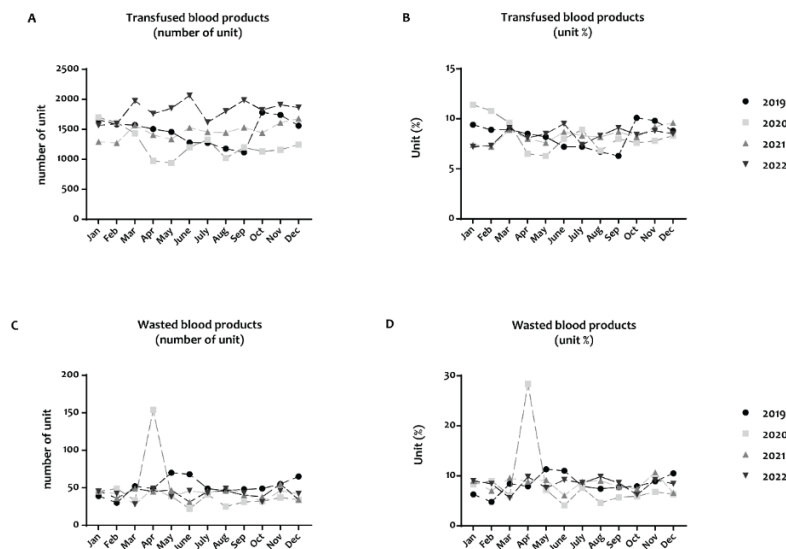 A
Transfused blood products
(number of unit)
number of unit
2500
2000
1500
1000
500
0
Jan
Feb
Mar
Apr
May
June
July
Aug
Sep
Oct
Nov
Dec
B
Transfused blood products
(unit %)
Unit (%)
15
10
5
0
Jan
Feb
Mar
Apr
May
June
July
Aug
Sep
Oct
Nov
Dec
2019
2020
2021
2022
C
Wasted blood products
(number of unit)
number of unit
200
150
100
50
0
Jan
Feb
Mar
Apr
May
June
July
Aug
Sep
Oct
Nov
Dec
D
Wasted blood products
(unit %)
Unit (%)
30
20
10
0
Jan
Feb
Mar
Apr
May
June
July
Aug
Sep
Oct
Nov
Dec
2019
2020
2021
2022